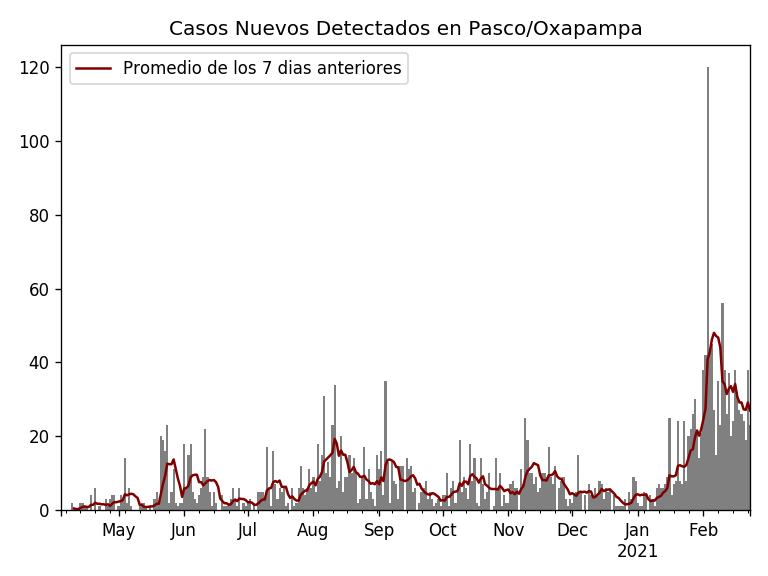 Casos Nuevos Detectados en Pasco/Oxapampa
Promedio de los 7 dias anteriores
120
100
80
60
40
20
0
May Jun Jul Aug Sep Oct Nov Dec Jan Feb
2021